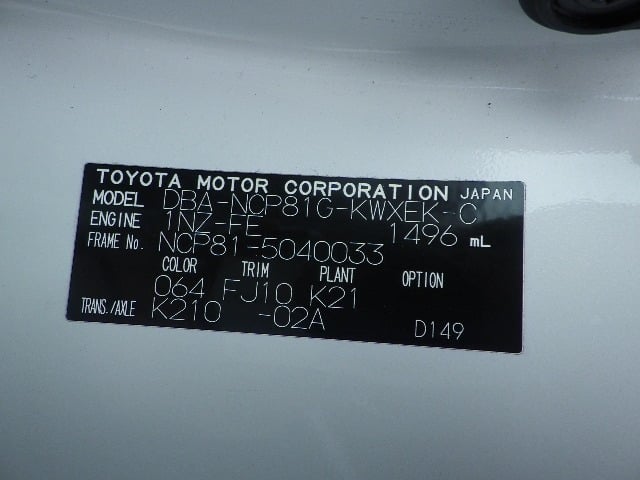 TOYOTA MOTOR CORPORATION JAPAN
MODEL DBA-NCP81G-KWXEK-C
ENGINE 1NZ-FE 1496 mL
FRAME No. NCP81-5040033
COLOR TRIM PLANT OPTION
064 FJ10 K21
TRANS./AXLE K210 -02A D149